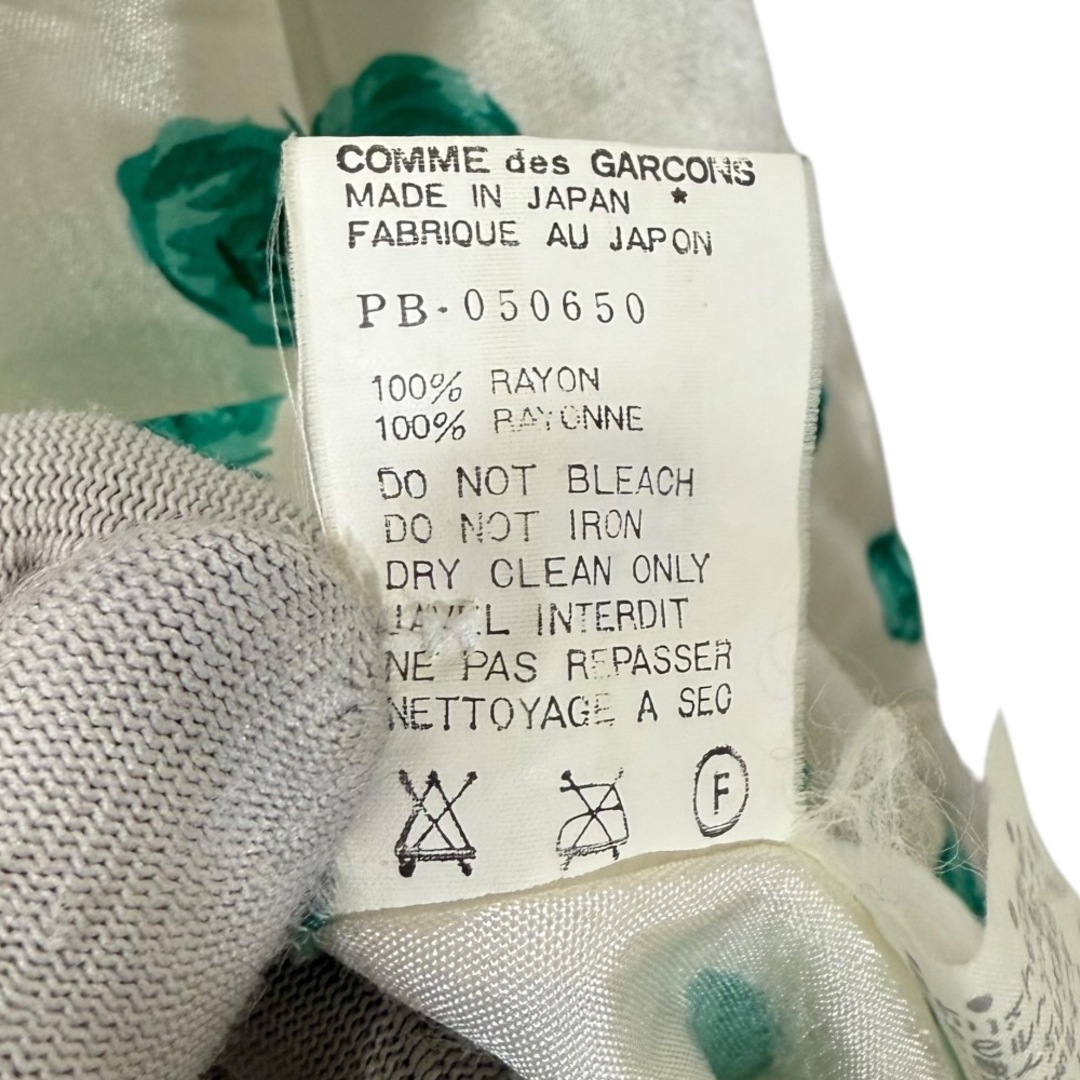 COMME des GARCONS
MADE IN JAPAN *
FABRIQUE AU JAPON
PB-050650
100% RAYON
100% RAYONNE
DO NOT BLEACH
DO NOT IRON
DRY CLEAN ONLY
JAVEL INTERDIT
NE PAS REPASSER
NETTOYAGE A SEC
F